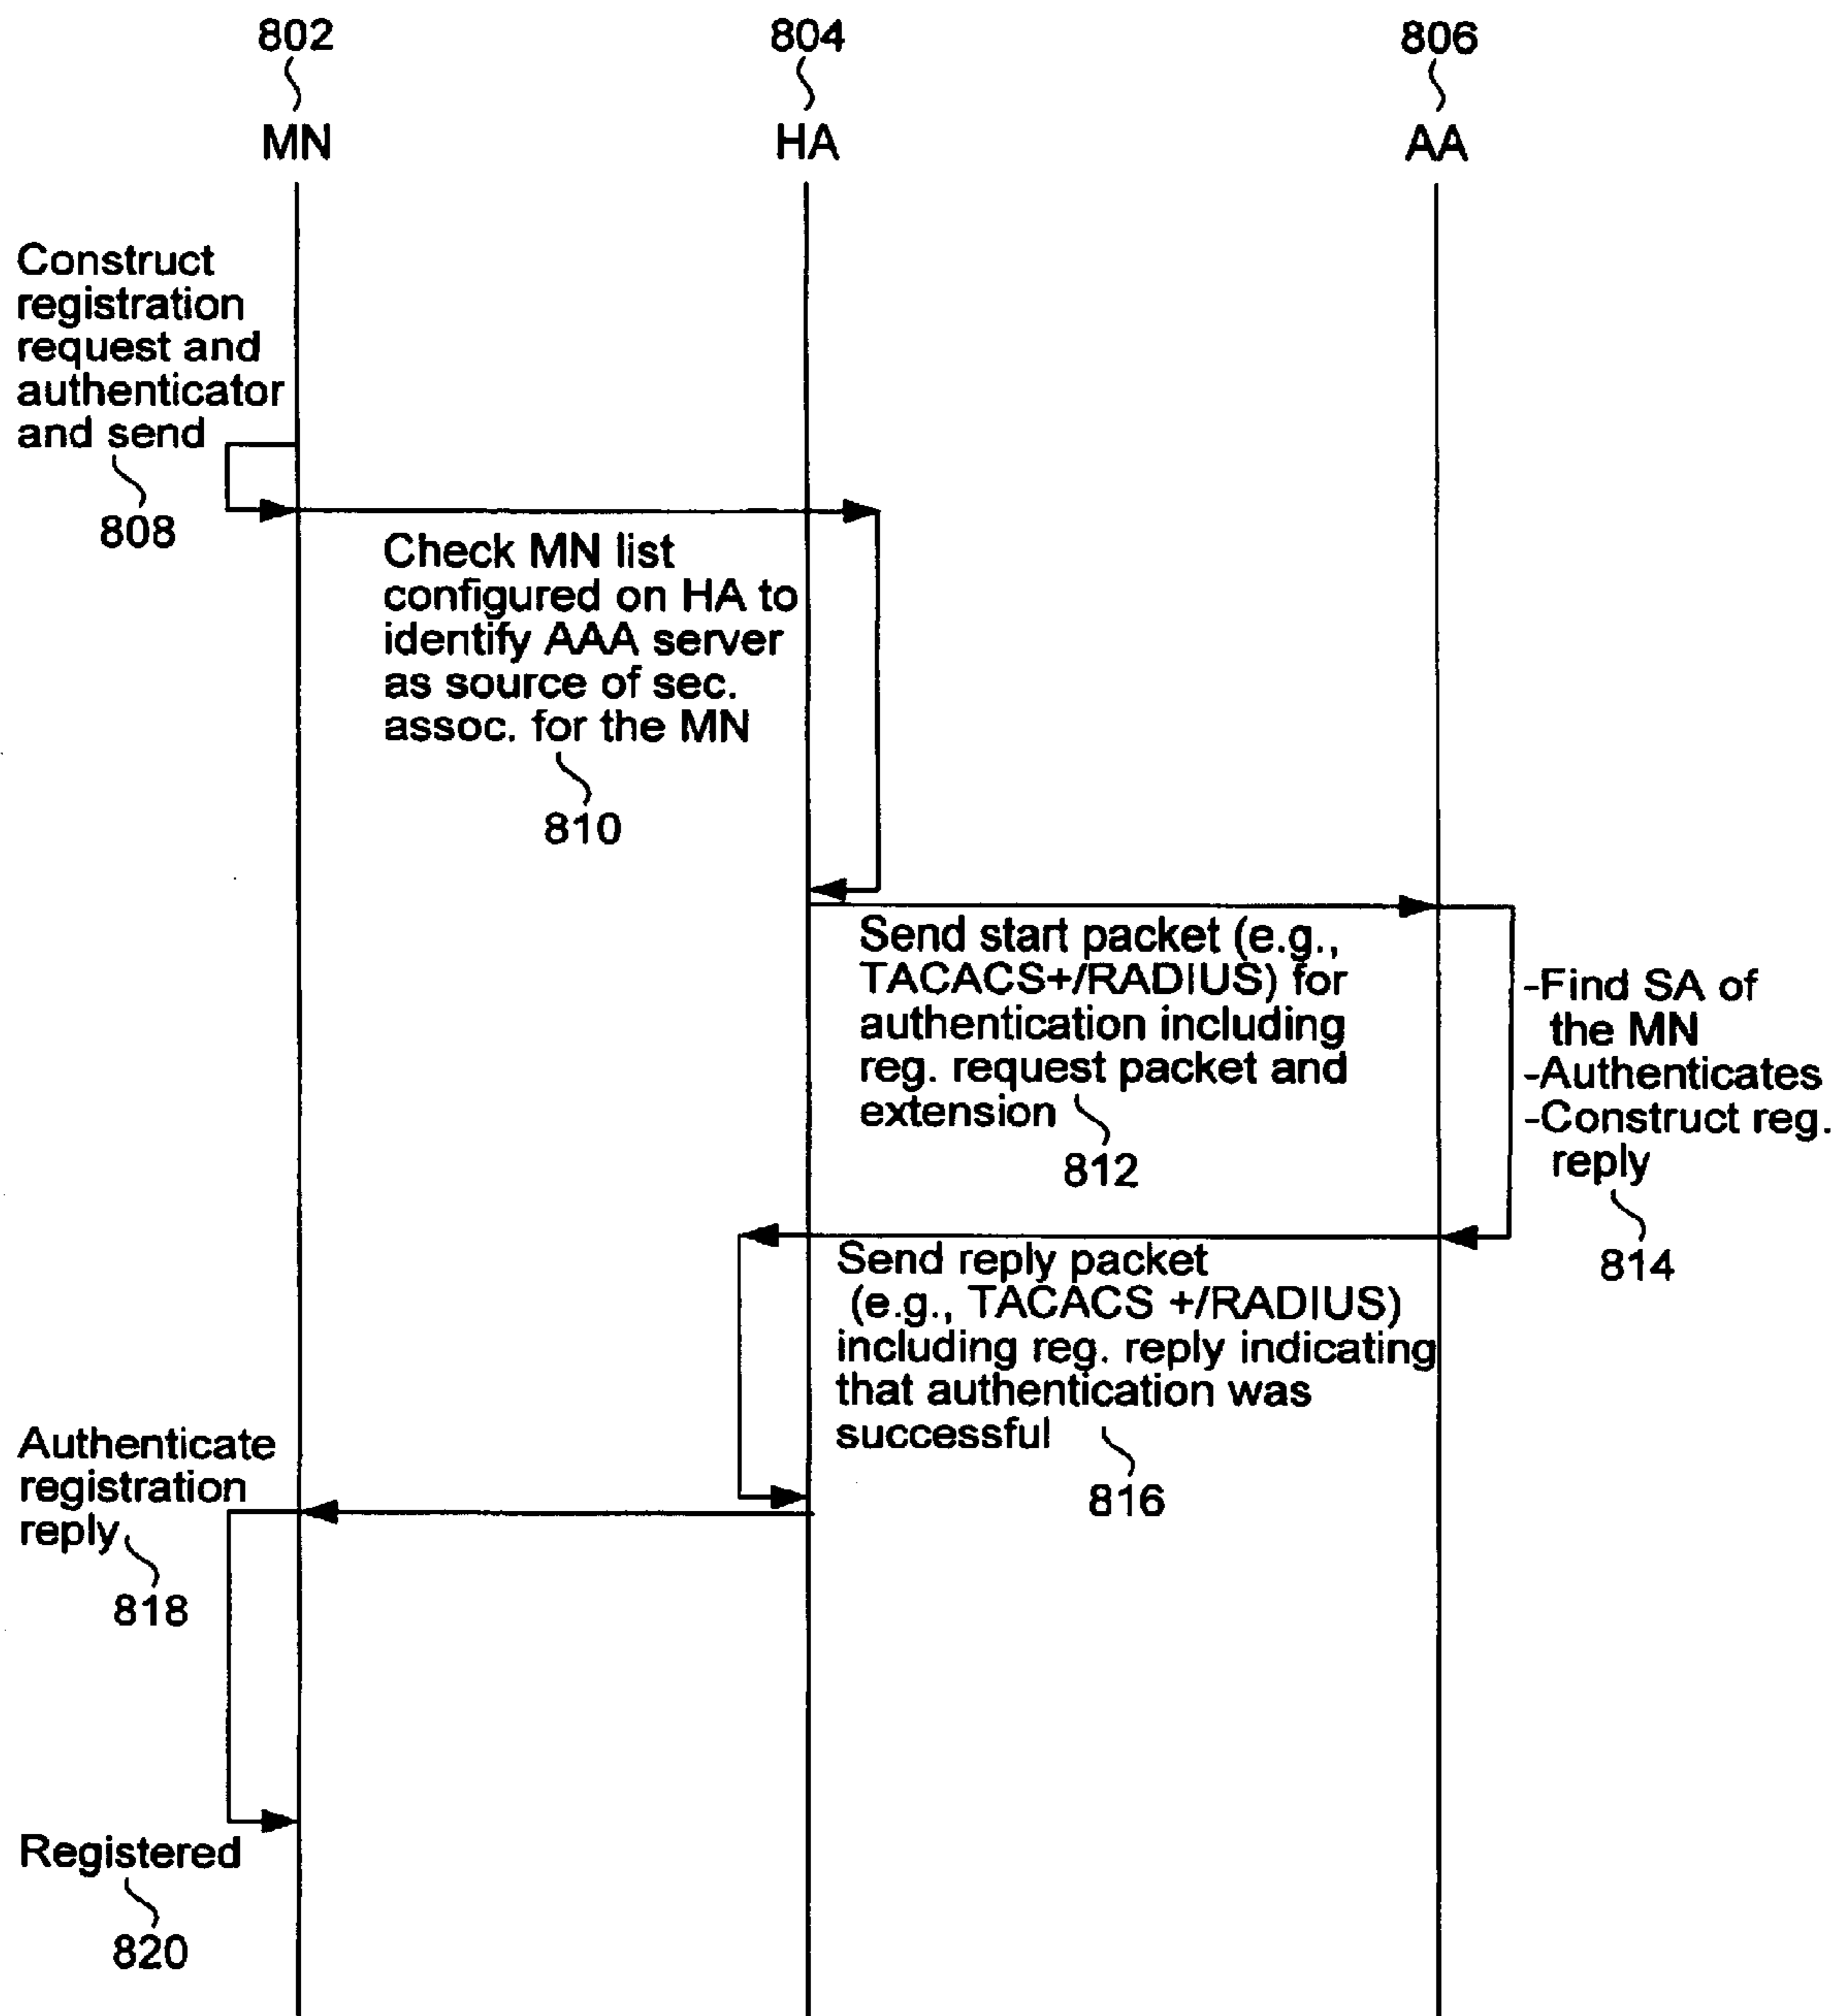 802
804
806
MN
HA
AA
Construct
registration
request and
authenticator
and send
808
Check MN list
configured on HA to
identify AAA server
as source of sec.
assoc. for the MN
810
Send start packet (e.g.,
TACACS+/RADIUS) for
authentication including
reg. request packet and
extension
812
-Find SA of
the MN
-Authenticates
-Construct reg.
reply
814
Send reply packet
(e.g., TACACS +/RADIUS)
including reg. reply indicating
that authentication was
successful
816
Authenticate
registration
reply
818
Registered
820